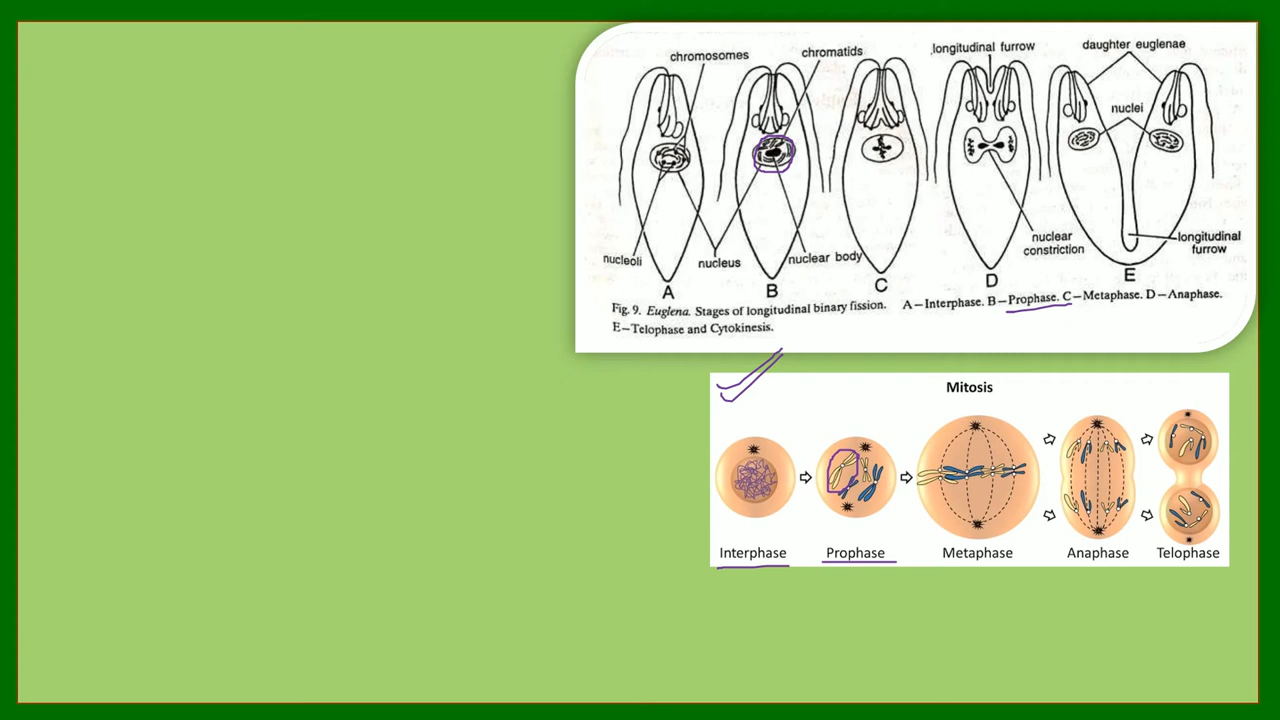 chromosomes
chromatids
longitudinal furrow
daughter euglenae
nuclei
nucleoli
nucleus
nuclear body
nuclear
constriction
longitudinal
furrow
A
B
C
D
E
Fig. 9. Euglena. Stages of longitudinal binary fission. A—Interphase. B—Prophase. C—Metaphase. D—Anaphase.
E—Telophase and Cytokinesis.
Mitosis
Interphase
Prophase
Metaphase
Anaphase
Telophase